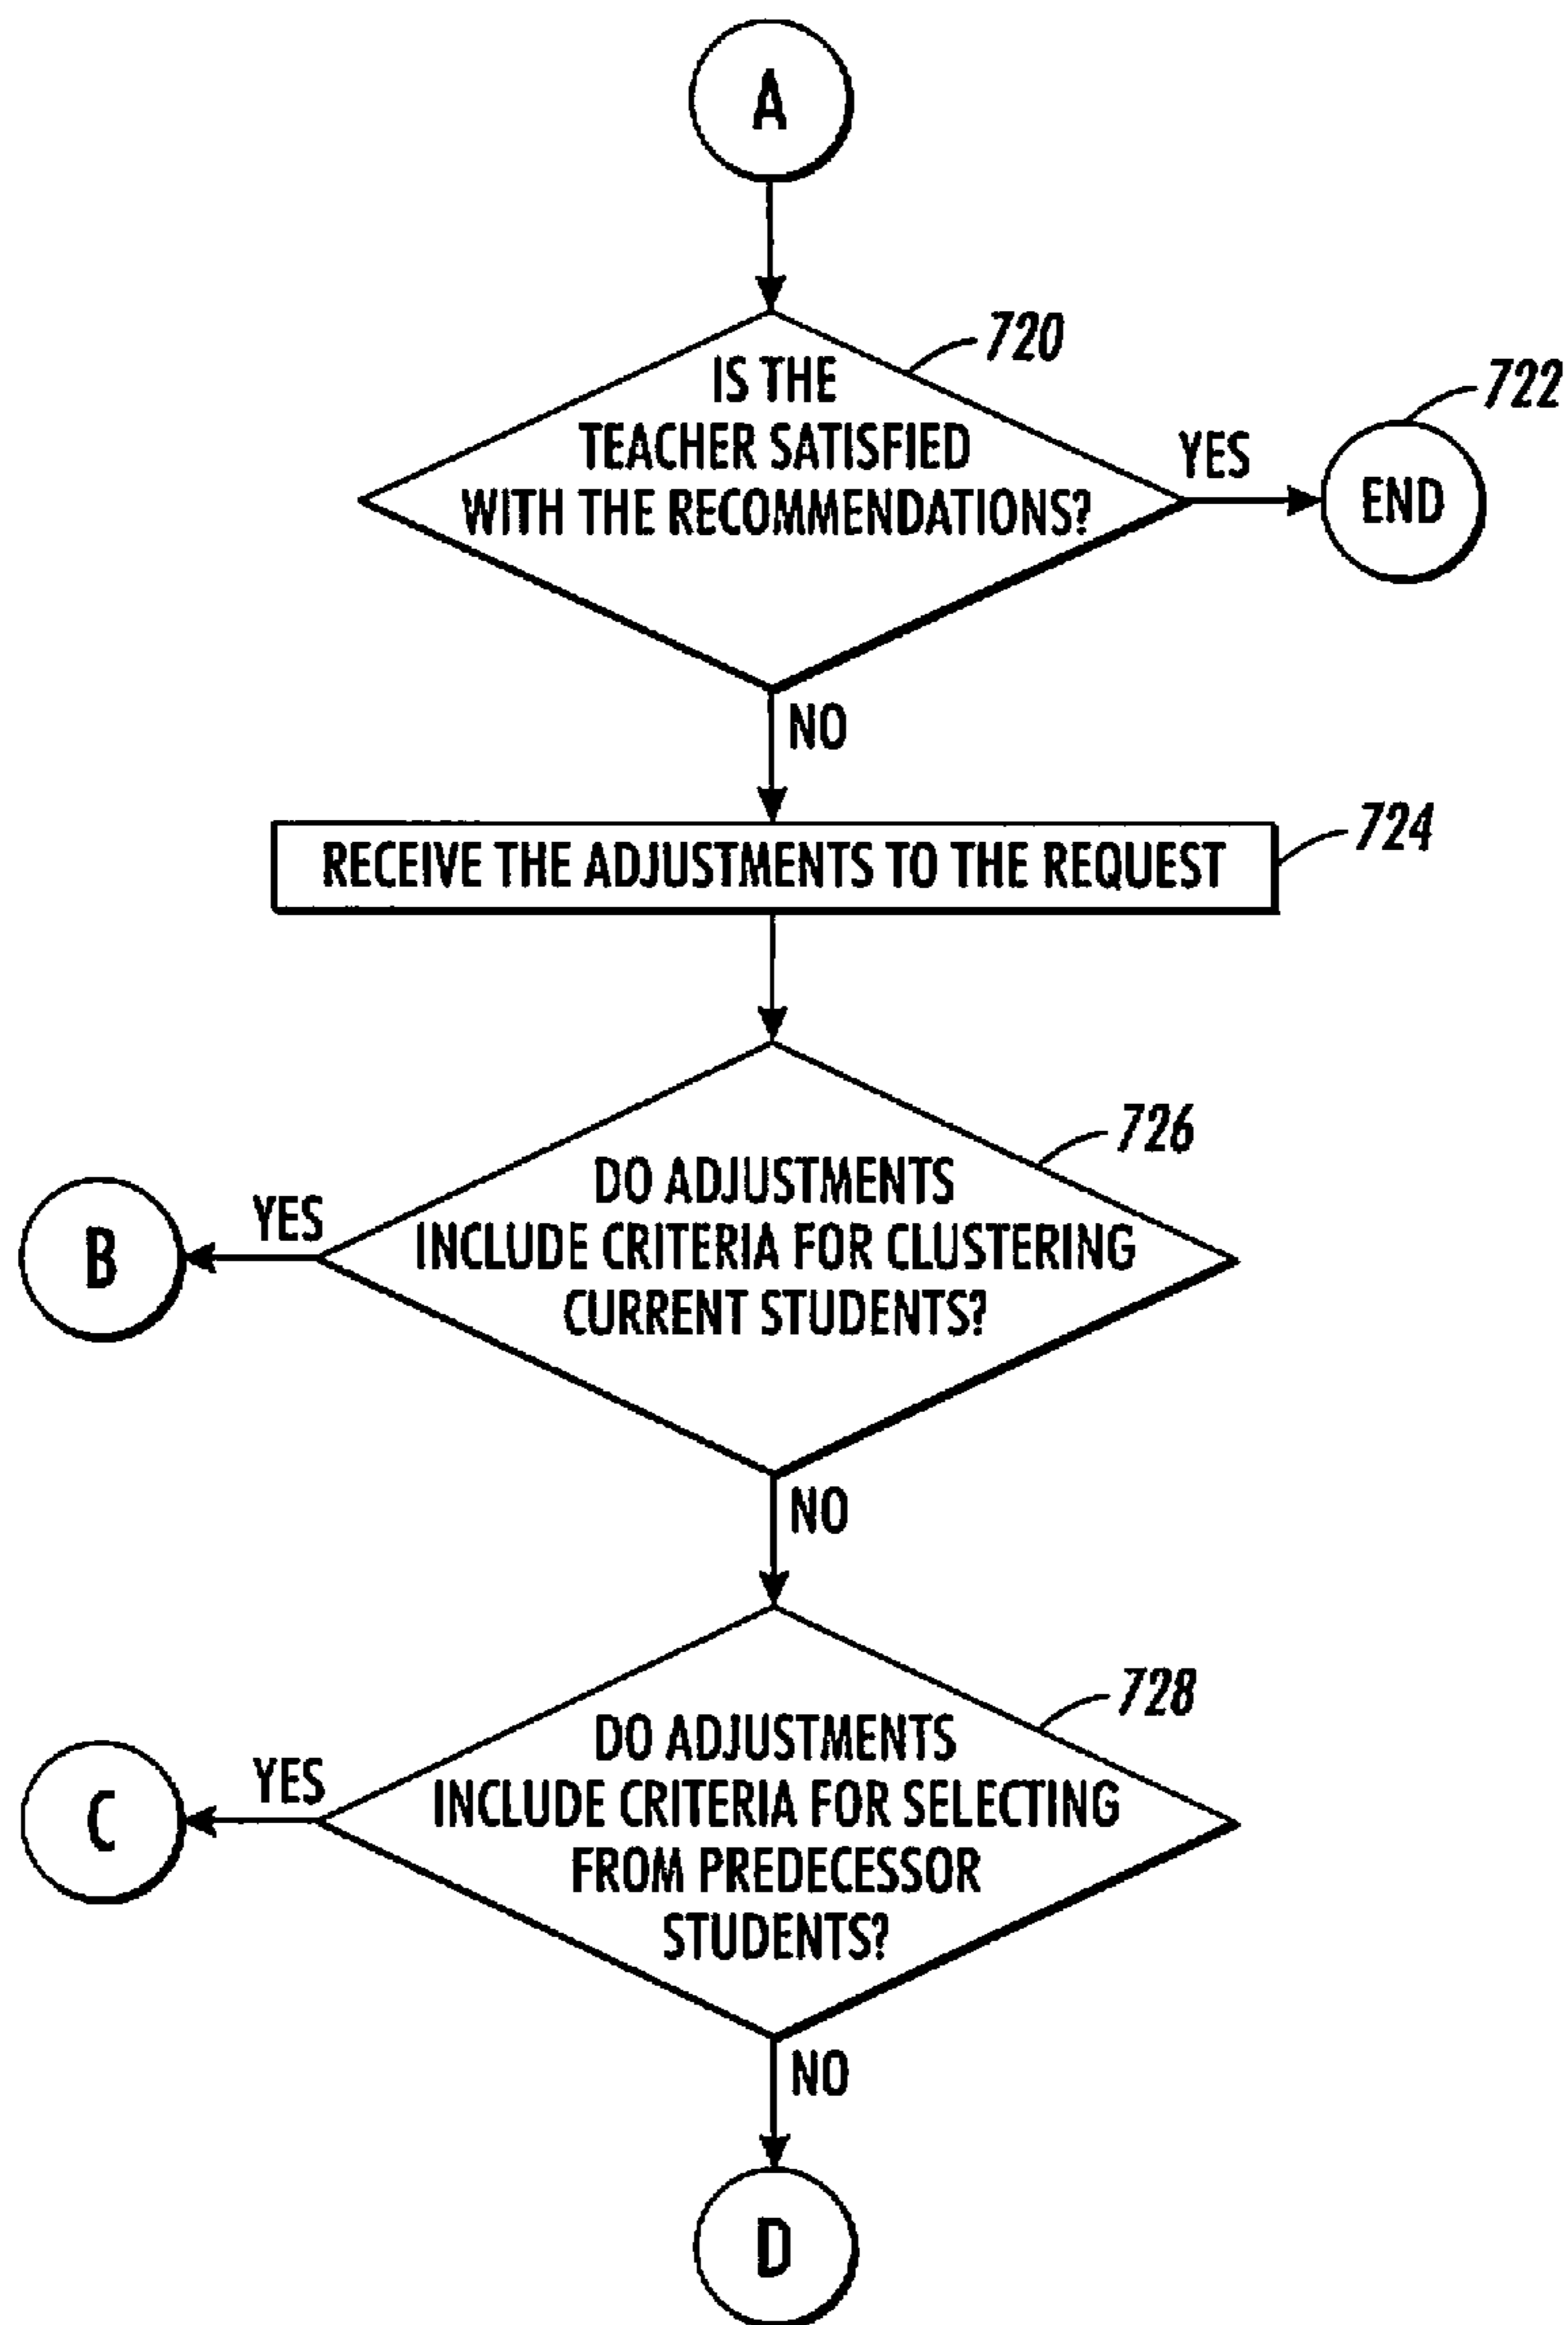 A
720
IS THE
TEACHER SATISFIED
WITH THE RECOMMENDATIONS?
YES
722
END
NO
RECEIVE THE ADJUSTMENTS TO THE REQUEST
724
726
DO ADJUSTMENTS
INCLUDE CRITERIA FOR CLUSTERING
CURRENT STUDENTS?
YES
B
NO
728
DO ADJUSTMENTS
INCLUDE CRITERIA FOR SELECTING
FROM PREDECESSOR
STUDENTS?
YES
C
NO
D